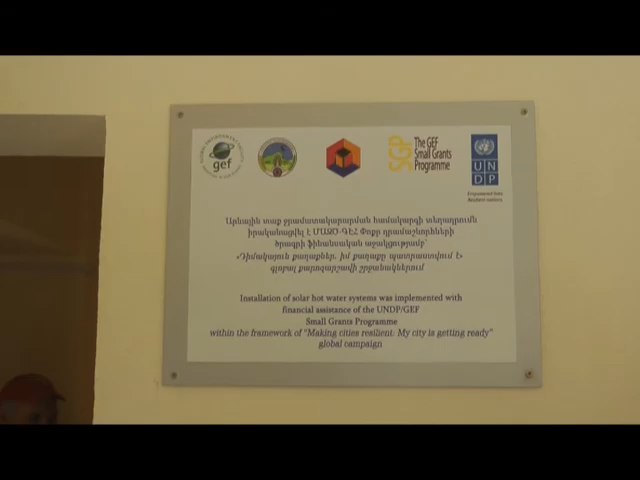 gef
The GEF
Small Grants
Programme
U N
D P
Empowered lives.
Resilient nations.
Արևային տաք ջրամատակարարման համակարգի տեղադրումն
իրականացվել է ՄԱԶԾ-ԳԷՀ Փոքր դրամաշնորհների
ծրագրի ֆինանսական աջակցությամբ՝
«Դիմակայուն քաղաքներ. իմ քաղաքը պատրաստվում է»
գլոբալ քարոզարշավի շրջանակներում
Installation of solar hot water systems was implemented with
financial assistance of the UNDP/GEF
Small Grants Programme
within the framework of "Making cities resilient: My city is getting ready"
global campaign